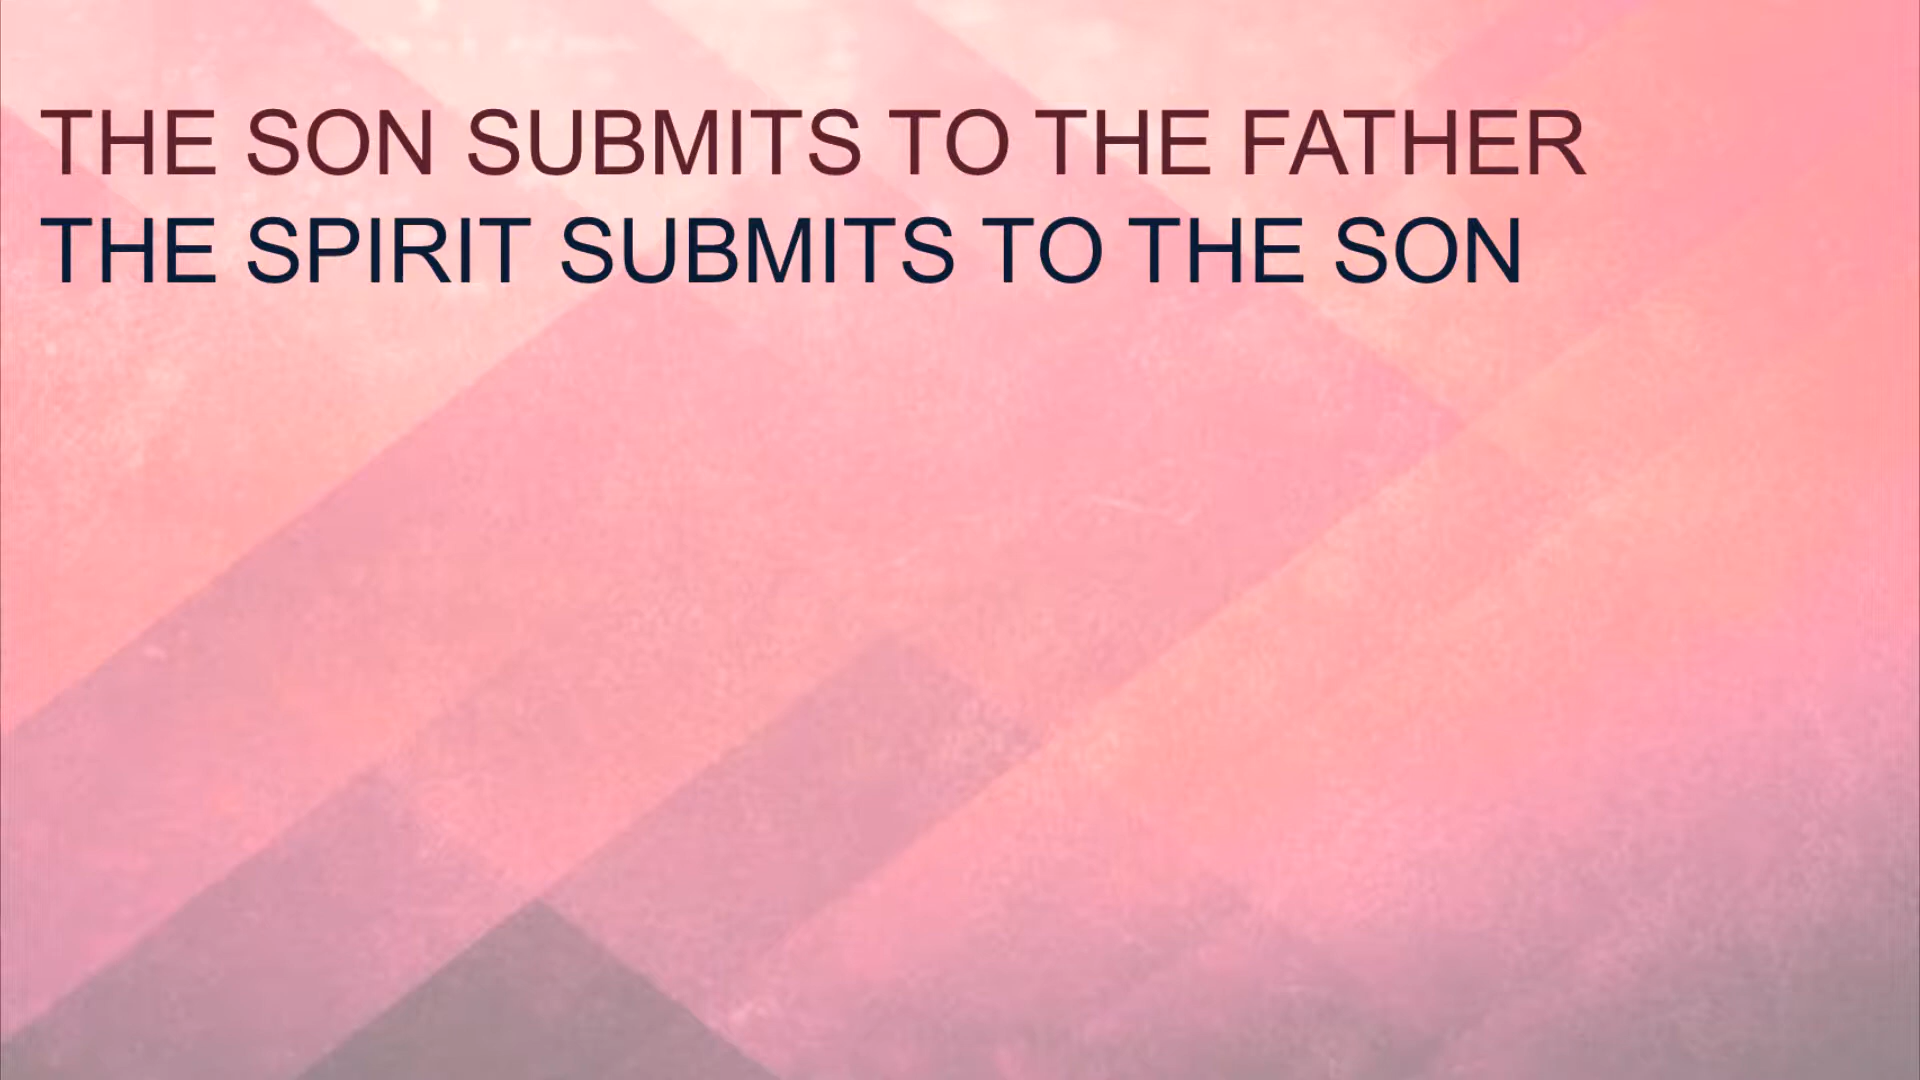 THE SON SUBMITS TO THE FATHER
THE SPIRIT SUBMITS TO THE SON